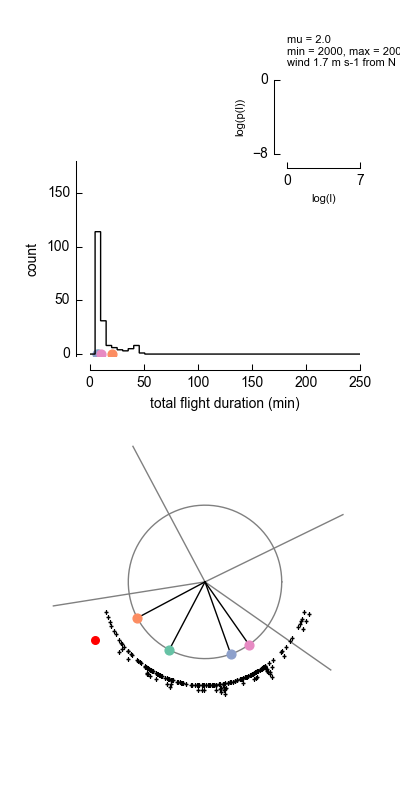 mu = 2.0
min = 2000, max = 200
wind 1.7 m s-1 from N
0
log(p(l))
−8
0 7
log(l)
150
100
50
0
count
0 50 100 150 200 250
total flight duration (min)